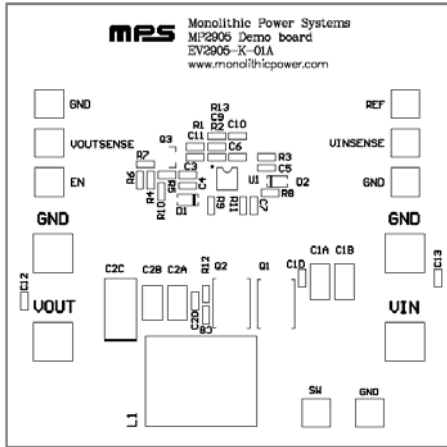 mps Monolithic Power Systems
MP2905 Demo board
EV2905-K-01A
www.monolithicpower.com
GND
REF
VOUTSENSE
VINSENSE
EN
GND
R13
C9
R1 R2 C10
C11
Q3
C6
R7
R3
C3
C5
R6
R5
C4
U1
D2
R4
R10
D1
R9
R11
C7
R8
GND
GND
C12
C2C
C2B
C2A
R12
Q2
Q1
C1D
C1A
C1B
C13
VOUT
VIN
C2D
C8
L1
SW
GND